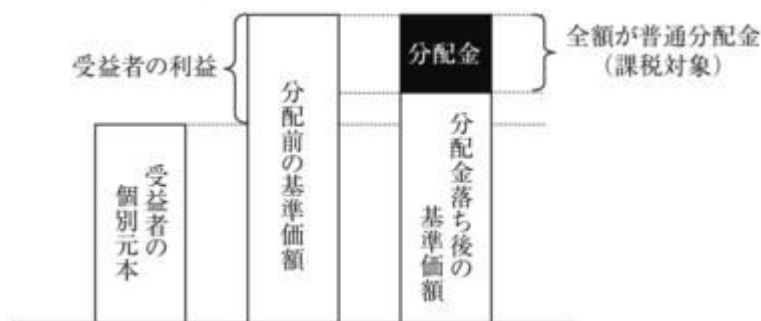 受益者の利益
受益者の
個別元本
分配前の基準価額
分配金
分配金落ち後の
基準価額
全額が普通分配金
（課税対象）